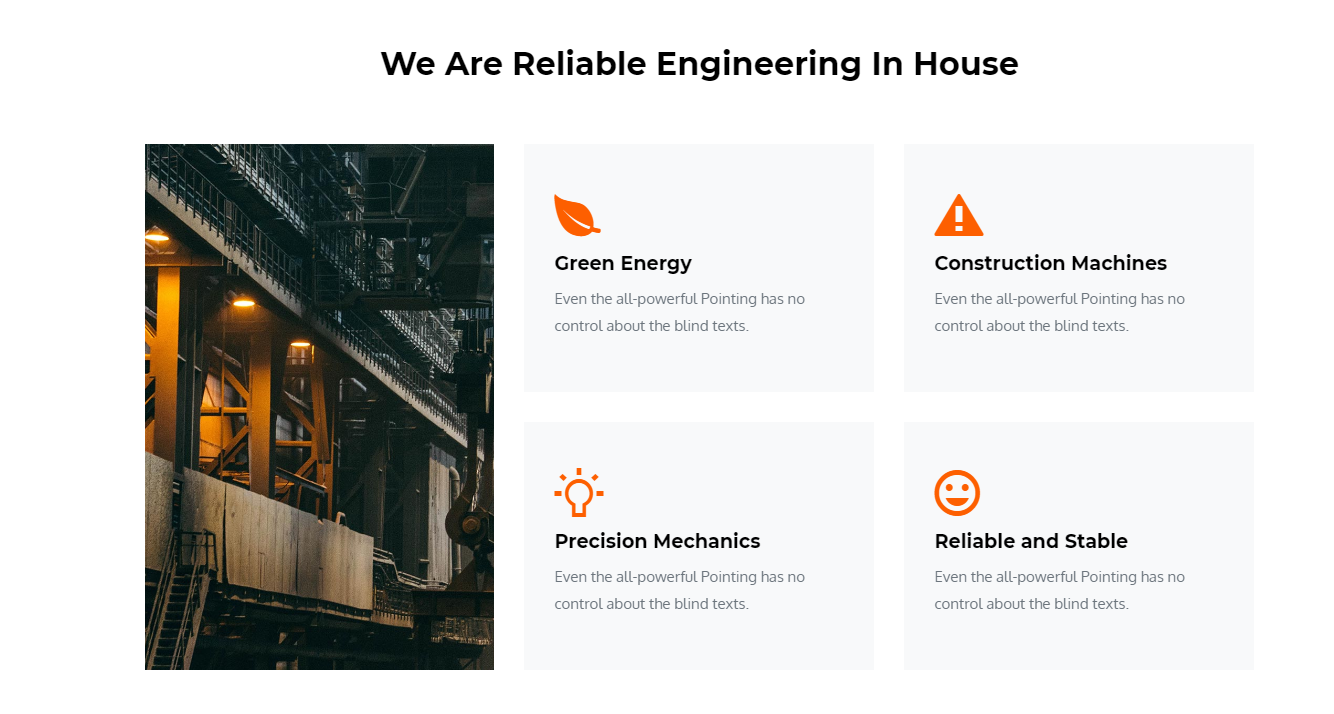 We Are Reliable Engineering In House
Green Energy
Even the all-powerful Pointing has no
control about the blind texts.
Construction Machines
Even the all-powerful Pointing has no
control about the blind texts.
Precision Mechanics
Even the all-powerful Pointing has no
control about the blind texts.
Reliable and Stable
Even the all-powerful Pointing has no
control about the blind texts.